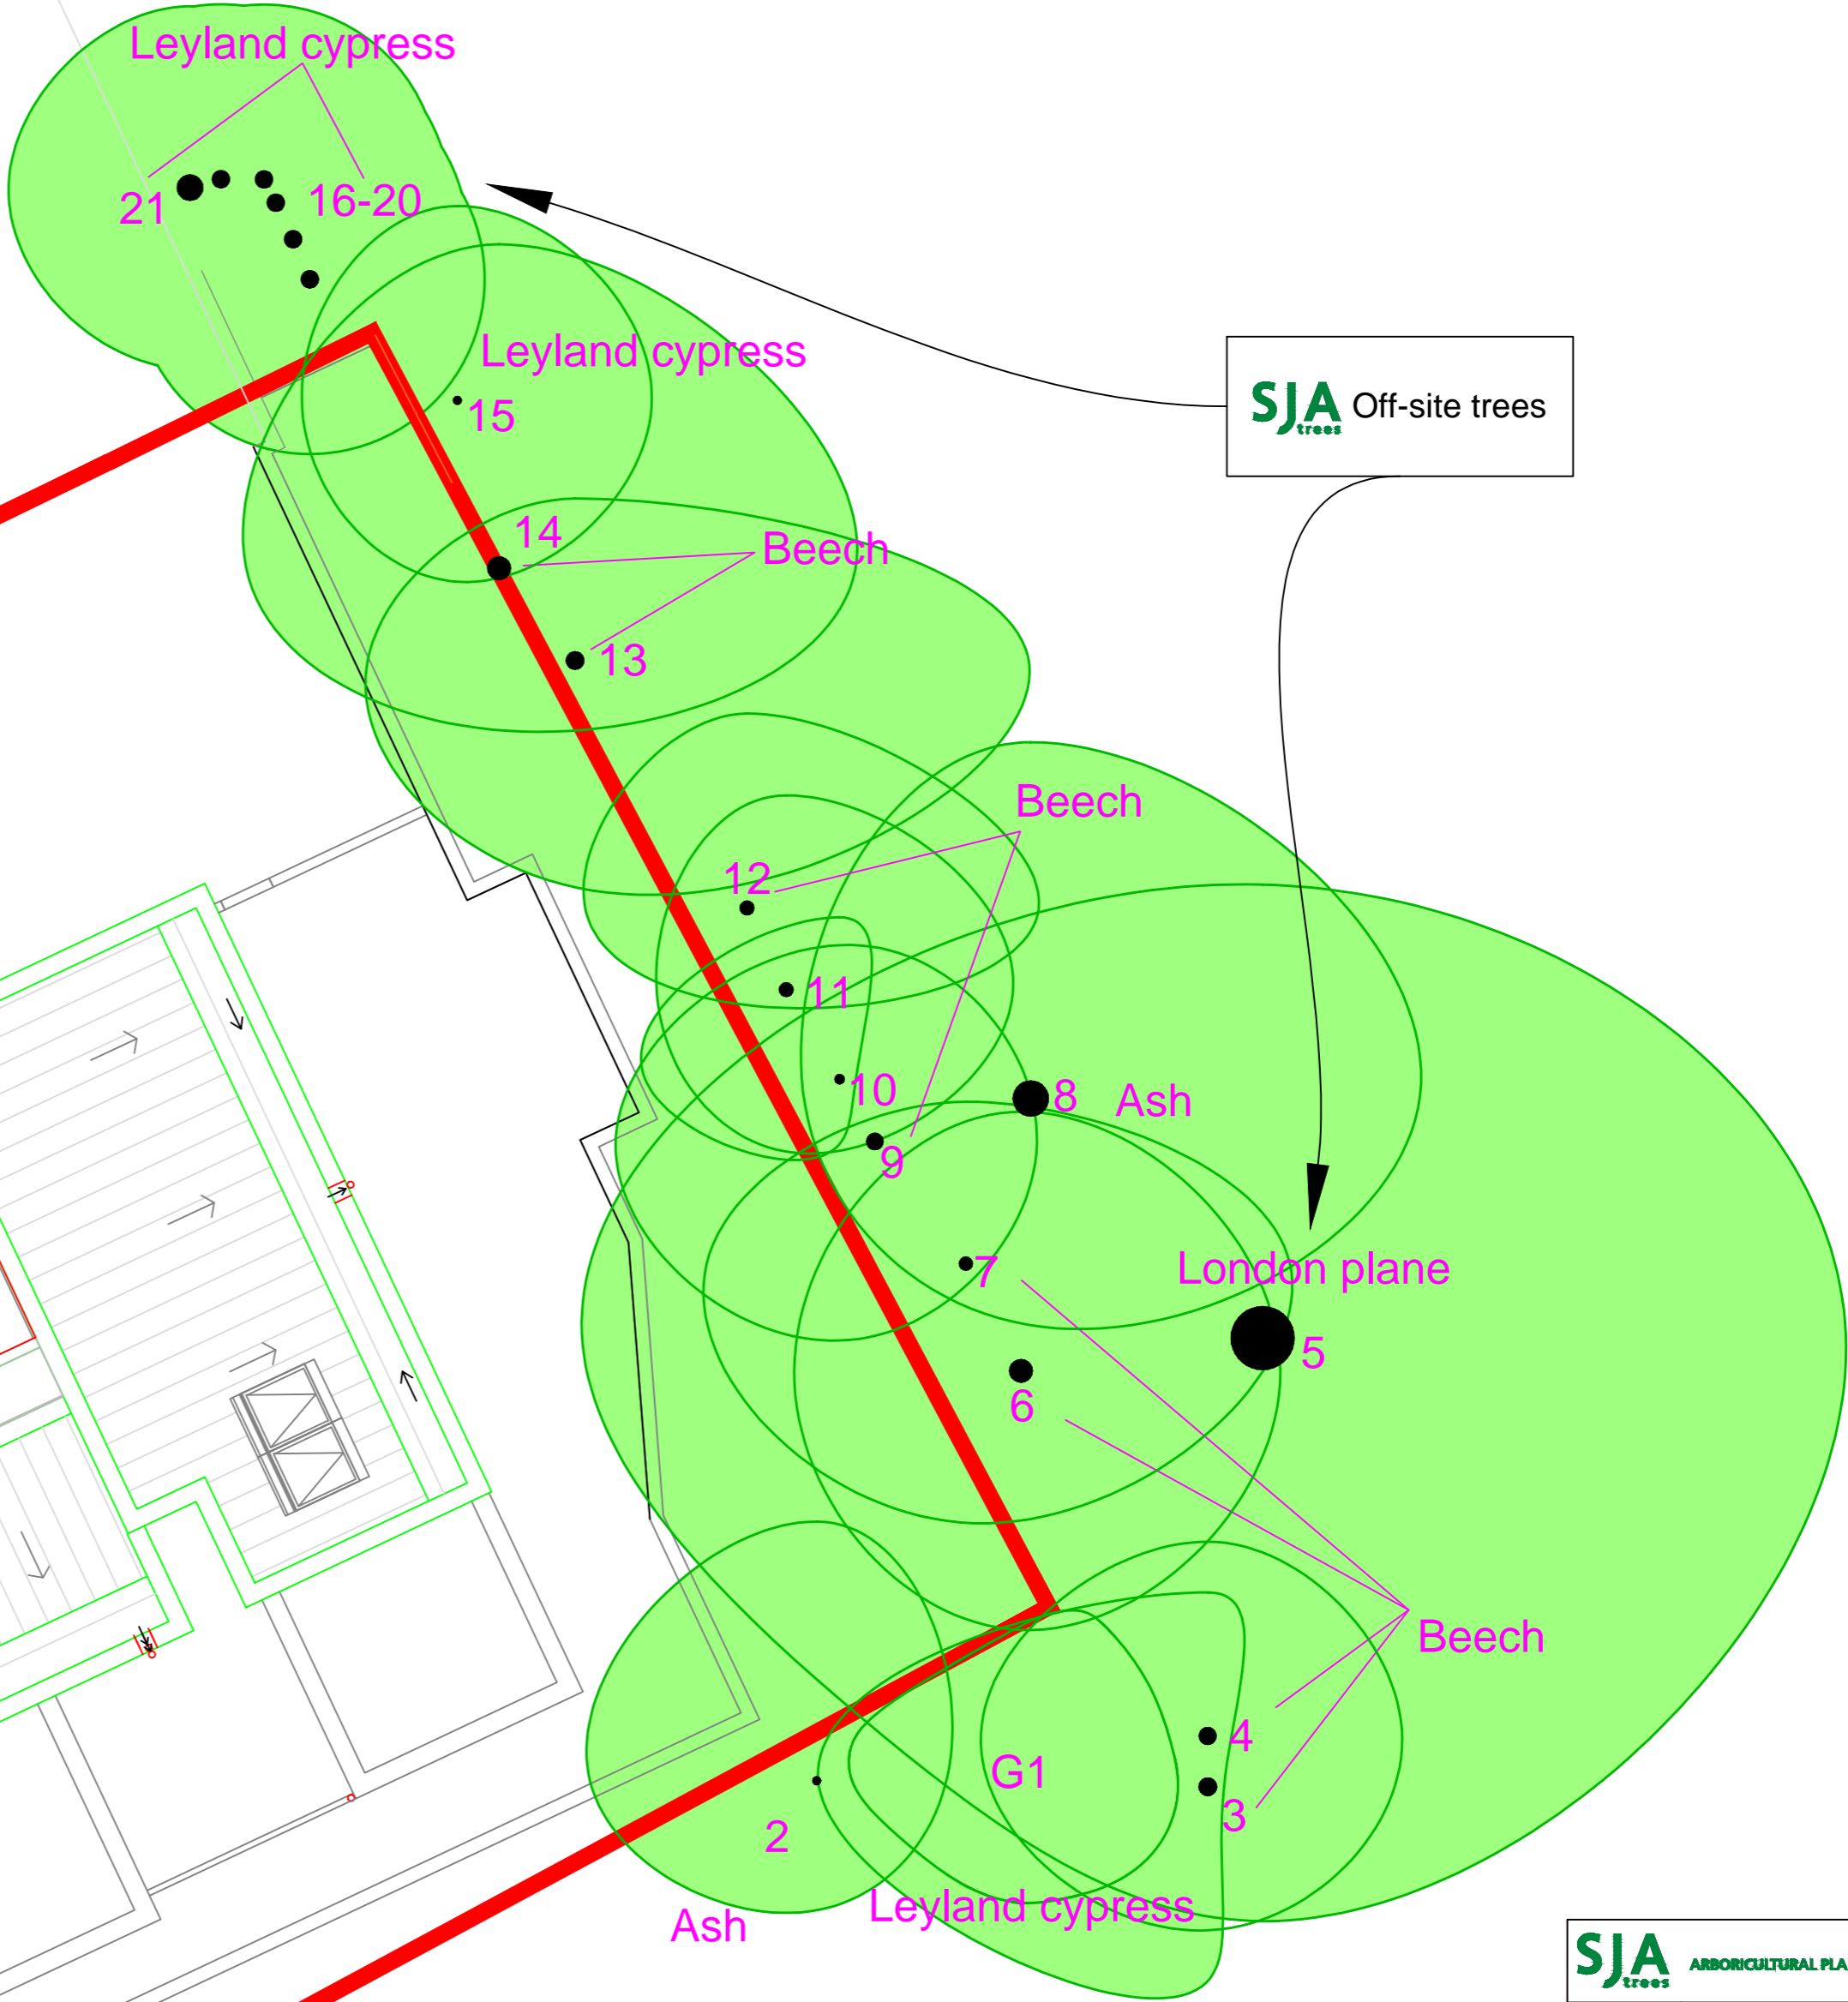 Leyland cypress
21
16-20
Leyland cypress
15
SJA trees Off-site trees
14
Beech
13
Beech
12
11
10
8 Ash
9
7
London plane
5
6
Beech
4
G1
3
2
Leyland cypress
Ash
SJA trees ARBORICULTURAL PLA